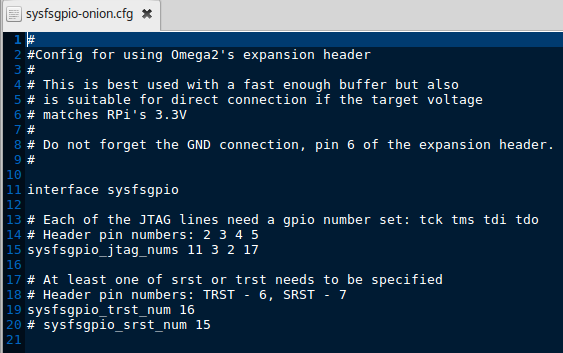 sysfsgpio-onion.cfg
1 #
2 #Config for using Omega2's expansion header
3 #
4 # This is best used with a fast enough buffer but also
5 # is suitable for direct connection if the target voltage
6 # matches RPi's 3.3V
7 #
8 # Do not forget the GND connection, pin 6 of the expansion header.
9 #
10
11 interface sysfsgpio
12
13 # Each of the JTAG lines need a gpio number set: tck tms tdi tdo
14 # Header pin numbers: 2 3 4 5
15 sysfsgpio_jtag_nums 11 3 2 17
16
17 # At least one of srst or trst needs to be specified
18 # Header pin numbers: TRST - 6, SRST - 7
19 sysfsgpio_trst_num 16
20 # sysfsgpio_srst_num 15
21